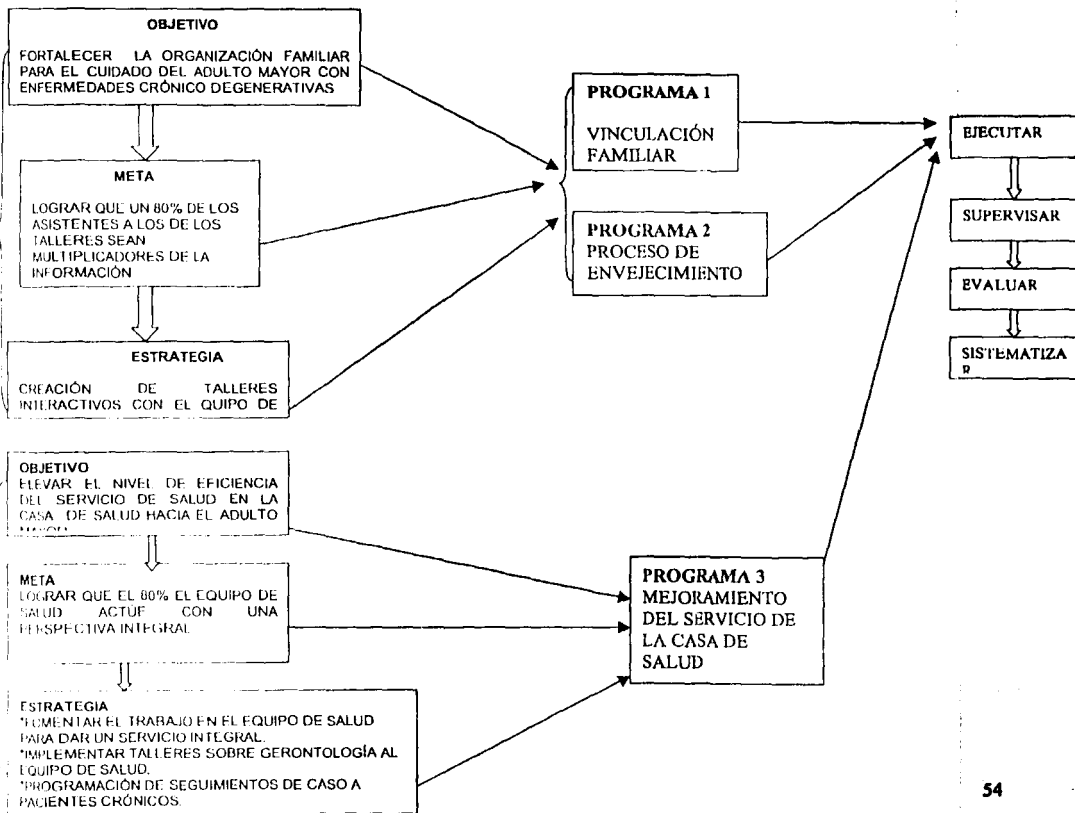 OBJETIVO
FORTALECER LA ORGANIZACIÓN FAMILIAR
PARA EL CUIDADO DEL ADULTO MAYOR CON
ENFERMEDADES CRÓNICO DEGENERATIVAS
META
LOGRAR QUE UN 80% DE LOS
ASISTENTES A LOS DE LOS
TALLERES SEAN
MULTIPLICADORES DE LA
INFORMACIÓN
ESTRATEGIA
CREACIÓN DE TALLERES
INTERACTIVOS CON EL QUIPO DE
OBJETIVO
ELEVAR EL NIVEL DE EFICIENCIA
DEL SERVICIO DE SALUD EN LA
CASA DE SALUD HACIA EL ADULTO
META
LOGRAR QUE EL 80% EL EQUIPO DE
SALUD ACTÚE CON UNA
PERSPECTIVA INTEGRAL
ESTRATEGIA
*FOMENTAR EL TRABAJO EN EL EQUIPO DE SALUD
PARA DAR UN SERVICIO INTEGRAL.
*IMPLEMENTAR TALLERES SOBRE GERONTOLOGÍA AL
EQUIPO DE SALUD.
*PROGRAMACIÓN DE SEGUIMIENTOS DE CASO A
PACIENTES CRÓNICOS.
PROGRAMA 1
VINCULACIÓN
FAMILIAR
PROGRAMA 2
PROCESO DE
ENVEJECIMIENTO
PROGRAMA 3
MEJORAMIENTO
DEL SERVICIO DE
LA CASA DE
SALUD
EJECUTAR
SUPERVISAR
EVALUAR
SISTEMATIZA
R
54